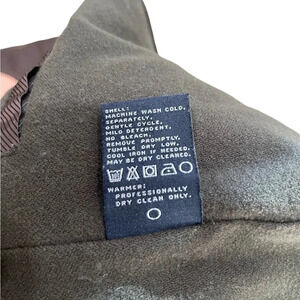 SHELL:
MACHINE WASH COLD,
SEPARATELY,
GENTLE CYCLE,
MILD DETERGENT,
NO BLEACH,
REMOVE PROMPTLY,
TUMBLE DRY LOW,
COOL IRON IF NEEDED,
MAY BE DRY CLEANED.
WARMER:
PROFESSIONALLY
DRY CLEAN ONLY.